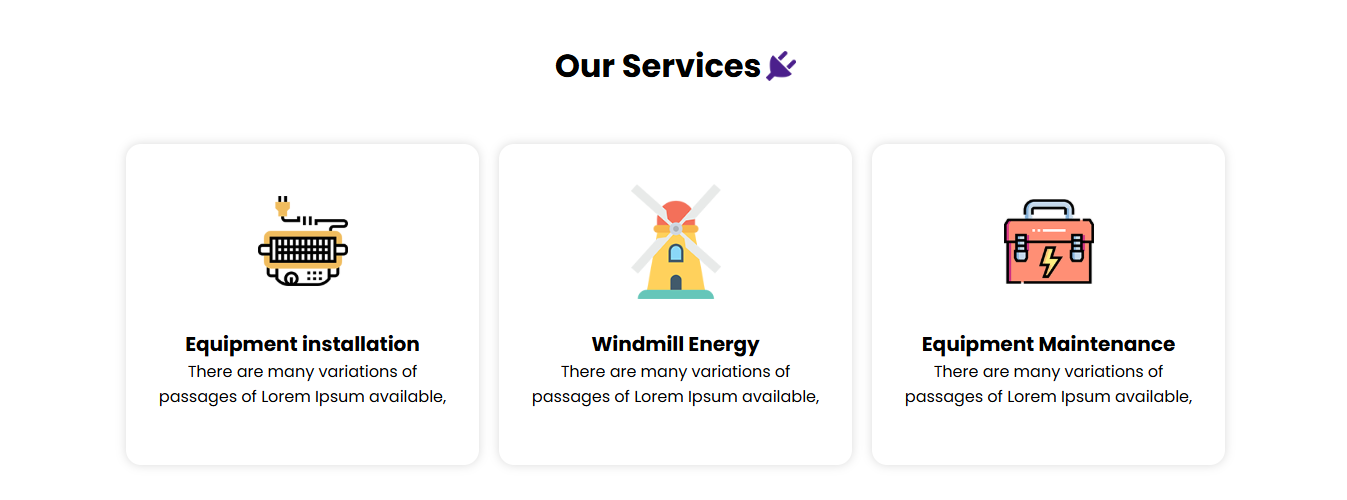 Our Services
Equipment installation
There are many variations of
passages of Lorem Ipsum available,
Windmill Energy
There are many variations of
passages of Lorem Ipsum available,
Equipment Maintenance
There are many variations of
passages of Lorem Ipsum available,